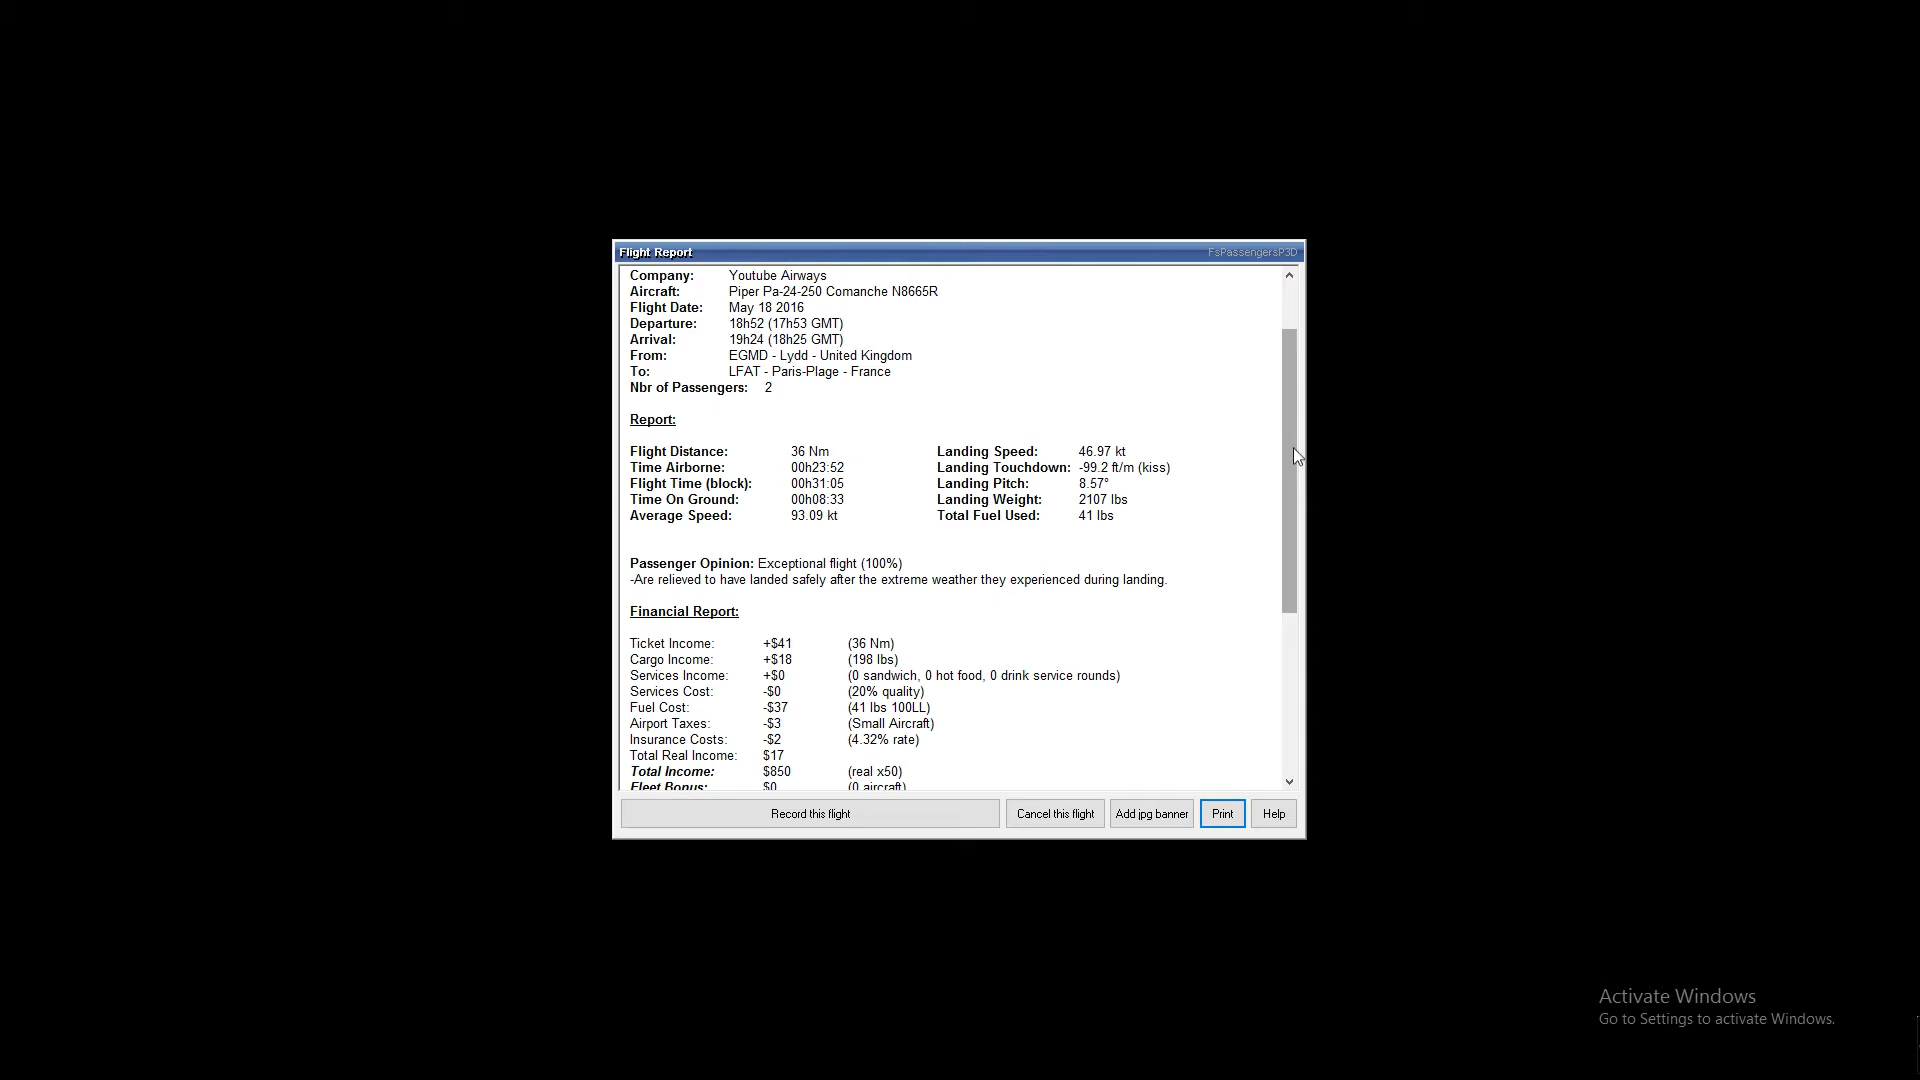 Flight Report FsPassengersP3D
Company: Youtube Airways
Aircraft: Piper Pa-24-250 Comanche N8665R
Flight Date: May 18 2016
Departure: 18h52 (17h53 GMT)
Arrival: 19h24 (18h25 GMT)
From: EGMD - Lydd - United Kingdom
To: LFAT - Paris-Plage - France
Nbr of Passengers: 2
Report:
Flight Distance: 36 Nm Landing Speed: 46.97 kt
Time Airborne: 00h23:52 Landing Touchdown: -99.2 ft/m (kiss)
Flight Time (block): 00h31:05 Landing Pitch: 8.57°
Time On Ground: 00h08:33 Landing Weight: 2107 lbs
Average Speed: 93.09 kt Total Fuel Used: 41 lbs
Passenger Opinion: Exceptional flight (100%)
-Are relieved to have landed safely after the extreme weather they experienced during landing.
Financial Report:
Ticket Income: +$41 (36 Nm)
Cargo Income: +$18 (198 lbs)
Services Income: +$0 (0 sandwich, 0 hot food, 0 drink service rounds)
Services Cost: -$0 (20% quality)
Fuel Cost: -$37 (41 lbs 100LL)
Airport Taxes: -$3 (Small Aircraft)
Insurance Costs: -$2 (4.32% rate)
Total Real Income: $17
Total Income: $850 (real x50)
Fleet Bonus: $0 (0 aircraft)
Record this flight Cancel this flight Add jpg banner Print Help
Activate Windows
Go to Settings to activate Windows.